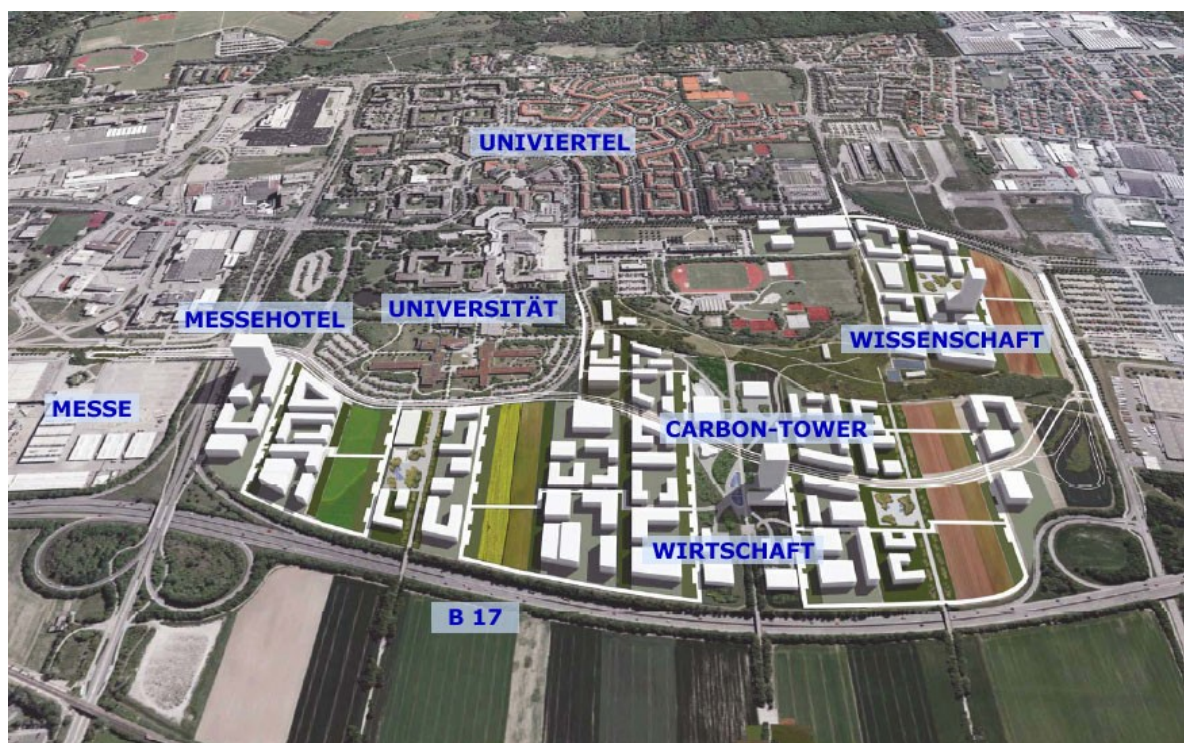 UNIVIERTEL
UNIVERSITÄT
MESSEHOTEL
WISSENSCHAFT
MESSE
CARBON-TOWER
WIRTSCHAFT
B 17